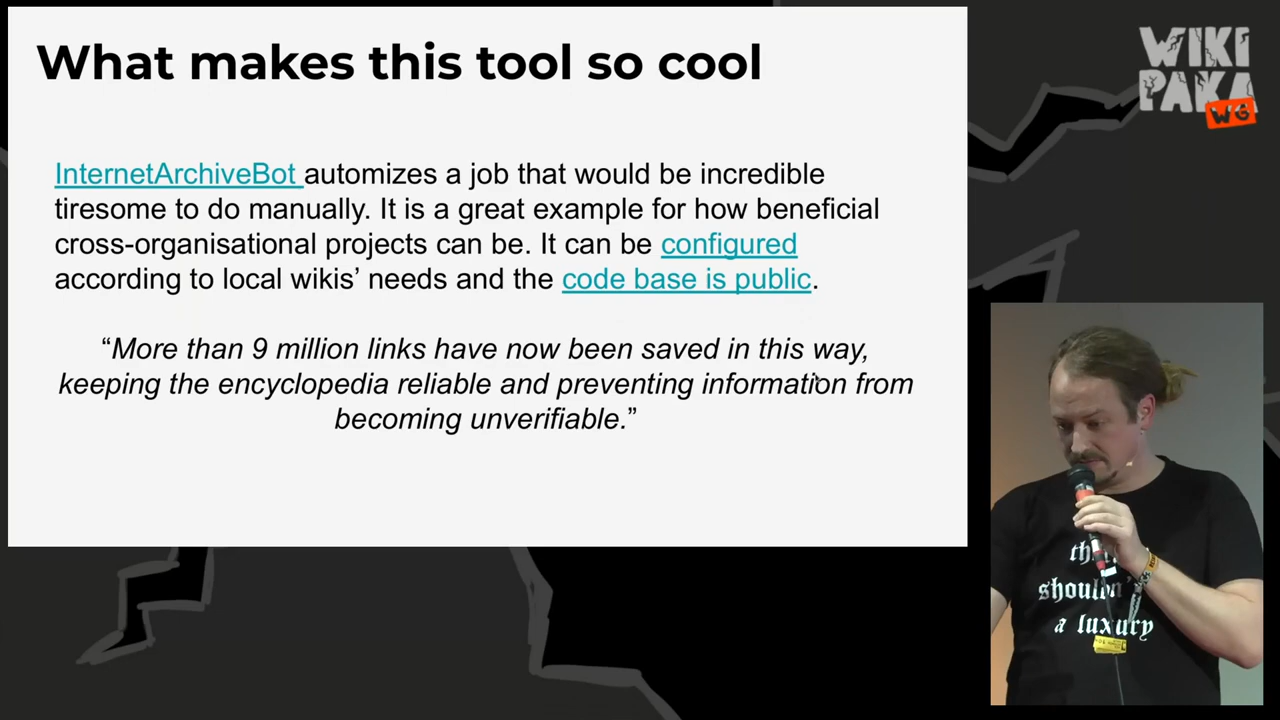 What makes this tool so cool
InternetArchiveBot automizes a job that would be incredible
tiresome to do manually. It is a great example for how beneficial
cross-organisational projects can be. It can be configured
according to local wikis’ needs and the code base is public.
“More than 9 million links have now been saved in this way,
keeping the encyclopedia reliable and preventing information from
becoming unverifiable.”
WIKI
PAKA
WG
shouldn'
a luxury